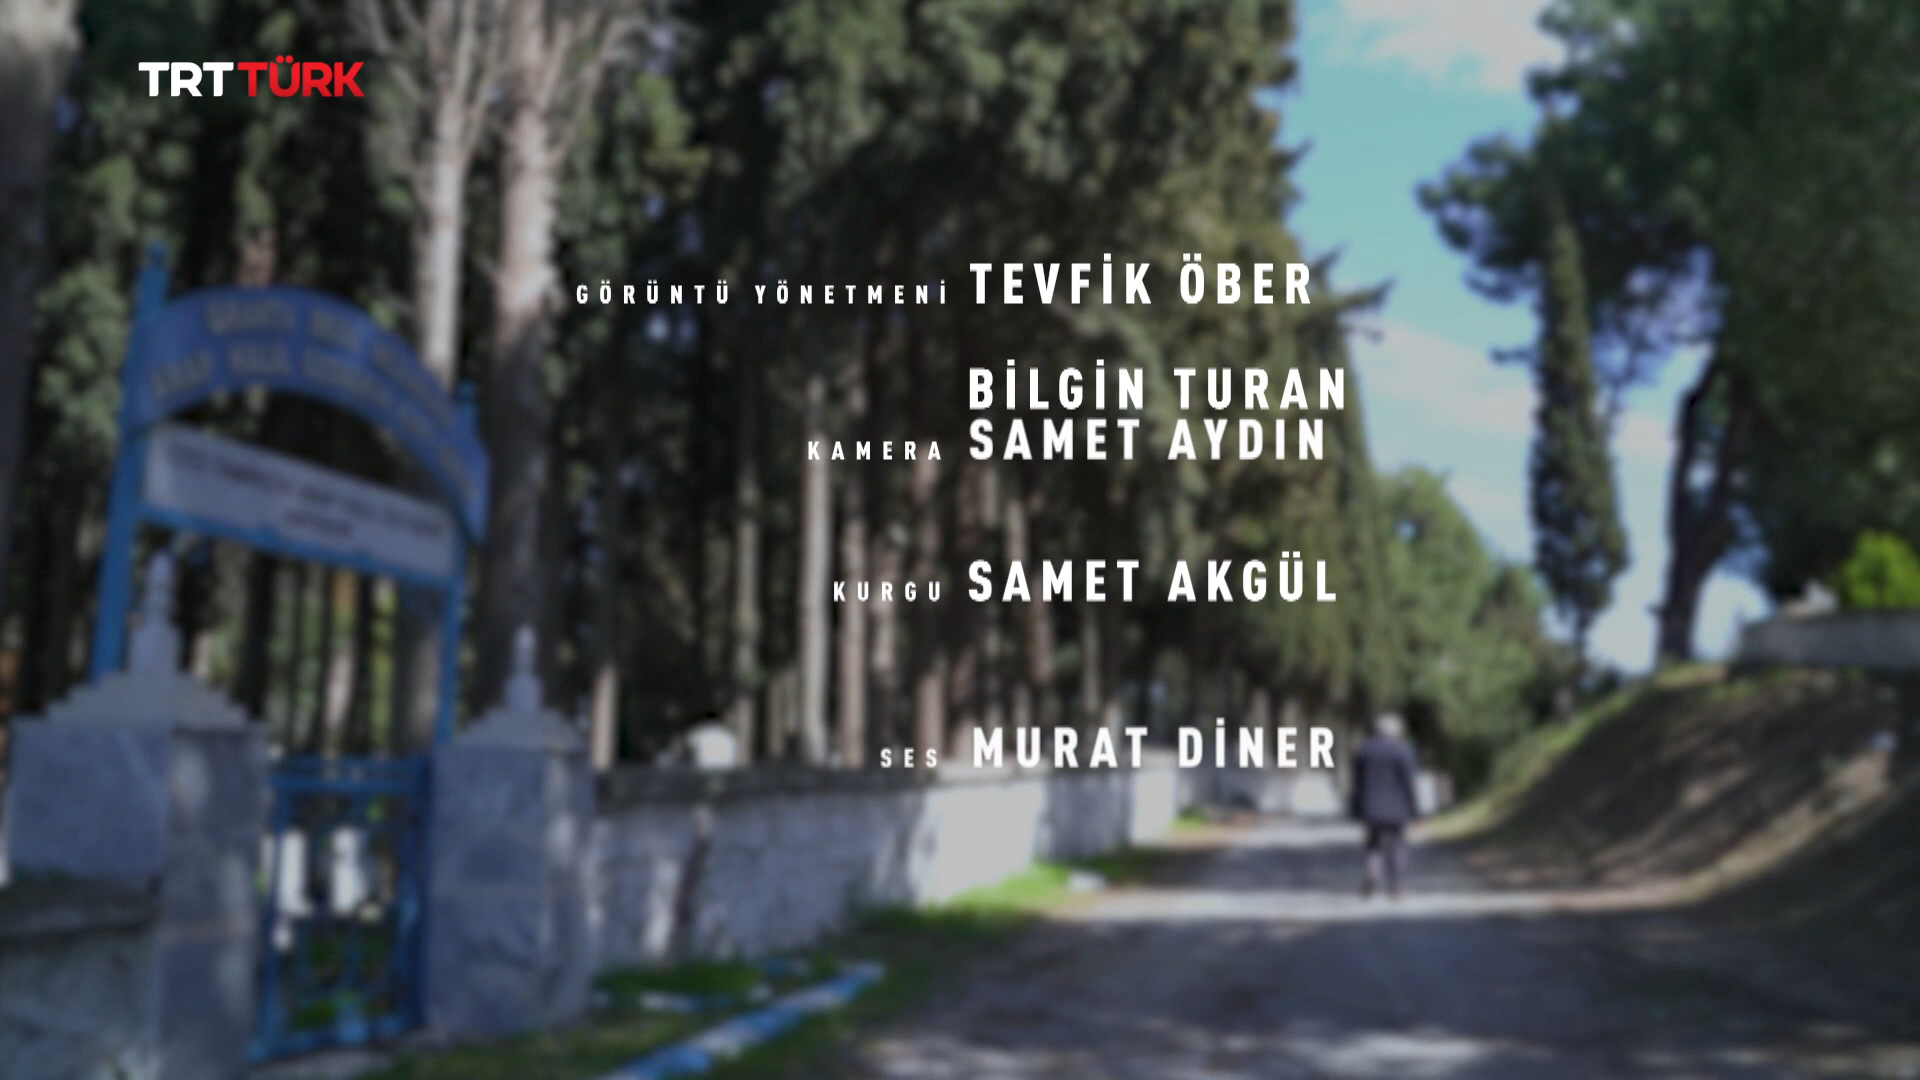 TRT TÜRK
GÖRÜNTÜ YÖNETMENİ TEVFİK ÖBER
BİLGİN TURAN
KAMERA SAMET AYDIN
KURGU SAMET AKGÜL
SES MURAT DİNER